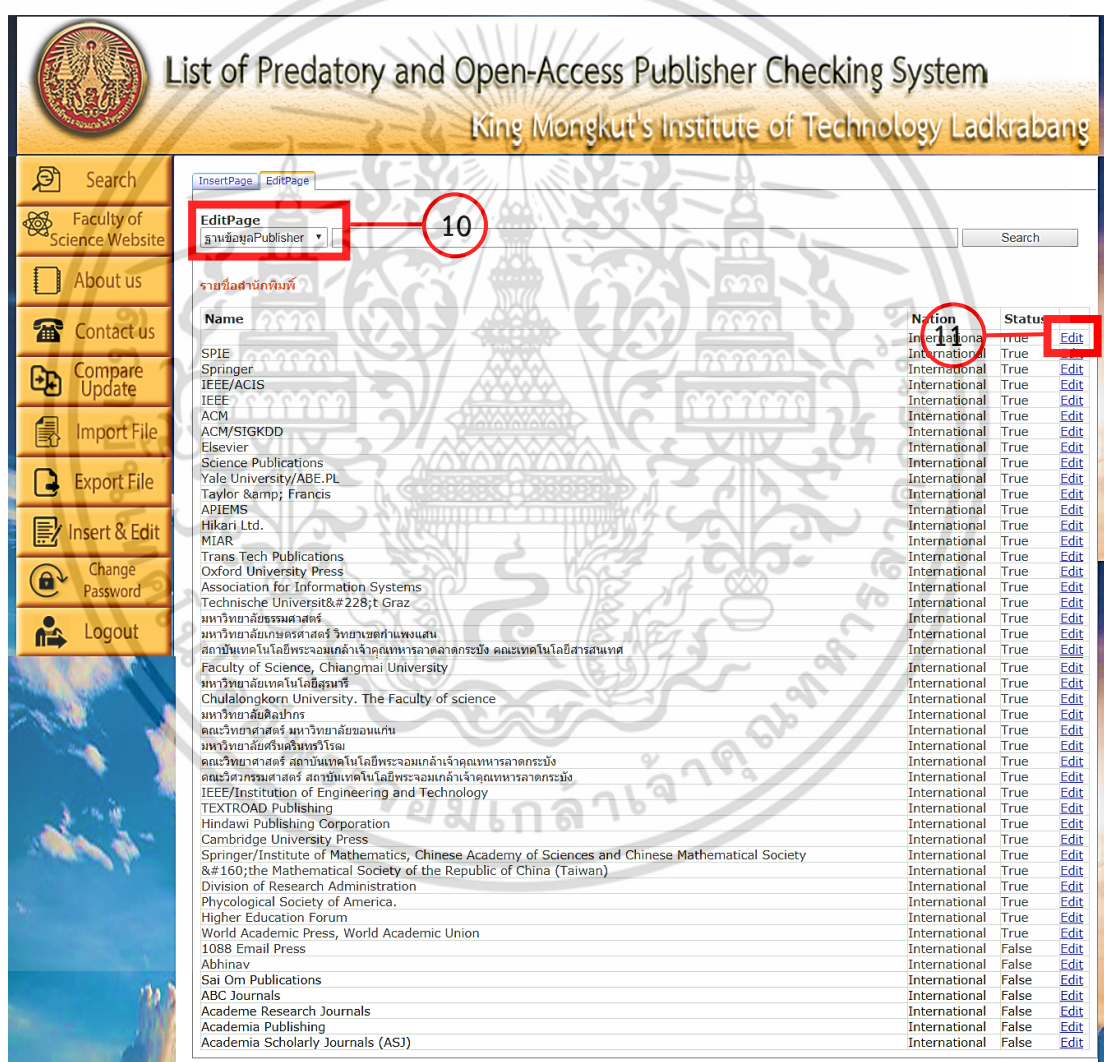 List of Predatory and Open-Access Publisher Checking System
King Mongkut's Institute of Technology Ladkrabang
Search
Faculty of
Science Website
About us
Contact us
Compare
Update
Import File
Export File
Insert & Edit
Change
Password
Logout
InsertPage EditPage
EditPage
ฐานข้อมูลPublisher Search
10
รายชื่อสำนักพิมพ์
Name Nation Status
International True Edit
11
SPIE International True Edit
Springer International True Edit
IEEE/ACIS International True Edit
IEEE International True Edit
ACM International True Edit
ACM/SIGKDD International True Edit
Elsevier International True Edit
Science Publications International True Edit
Yale University/ABE.PL International True Edit
Taylor &amp; Francis International True Edit
APIEMS International True Edit
Hikari Ltd. International True Edit
MIAR International True Edit
Trans Tech Publications International True Edit
Oxford University Press International True Edit
Association for Information Systems International True Edit
Technische Universit&#228;t Graz International True Edit
มหาวิทยาลัยธรรมศาสตร์ International True Edit
มหาวิทยาลัยเกษตรศาสตร์ วิทยาเขตกำแพงแสน International True Edit
สถาบันเทคโนโลยีพระจอมเกล้าเจ้าคุณทหารลาดลาดกระบัง คณะเทคโนโลยีสารสนเทศ International True Edit
Faculty of Science, Chiangmai University International True Edit
มหาวิทยาลัยเทคโนโลยีสุรนารี International True Edit
Chulalongkorn University. The Faculty of science International True Edit
มหาวิทยาลัยศิลปากร International True Edit
คณะวิทยาศาสตร์ มหาวิทยาลัยขอนแก่น International True Edit
มหาวิทยาลัยศรีนครินทรวิโรฒ International True Edit
คณะวิทยาศาสตร์ สถาบันเทคโนโลยีพระจอมเกล้าเจ้าคุณทหารลาดกระบัง International True Edit
คณะวิศวกรรมศาสตร์ สถาบันเทคโนโลยีพระจอมเกล้าเจ้าคุณทหารลาดกระบัง International True Edit
IEEE/Institution of Engineering and Technology International True Edit
TEXTROAD Publishing International True Edit
Hindawi Publishing Corporation International True Edit
Cambridge University Press International True Edit
Springer/Institute of Mathematics, Chinese Academy of Sciences and Chinese Mathematical Society International True Edit
&#160;the Mathematical Society of the Republic of China (Taiwan) International True Edit
Division of Research Administration International True Edit
Phycological Society of America. International True Edit
Higher Education Forum International True Edit
World Academic Press, World Academic Union International True Edit
1088 Email Press International False Edit
Abhinav International False Edit
Sai Om Publications International False Edit
ABC Journals International False Edit
Academe Research Journals International False Edit
Academia Publishing International False Edit
Academia Scholarly Journals (ASJ) International False Edit